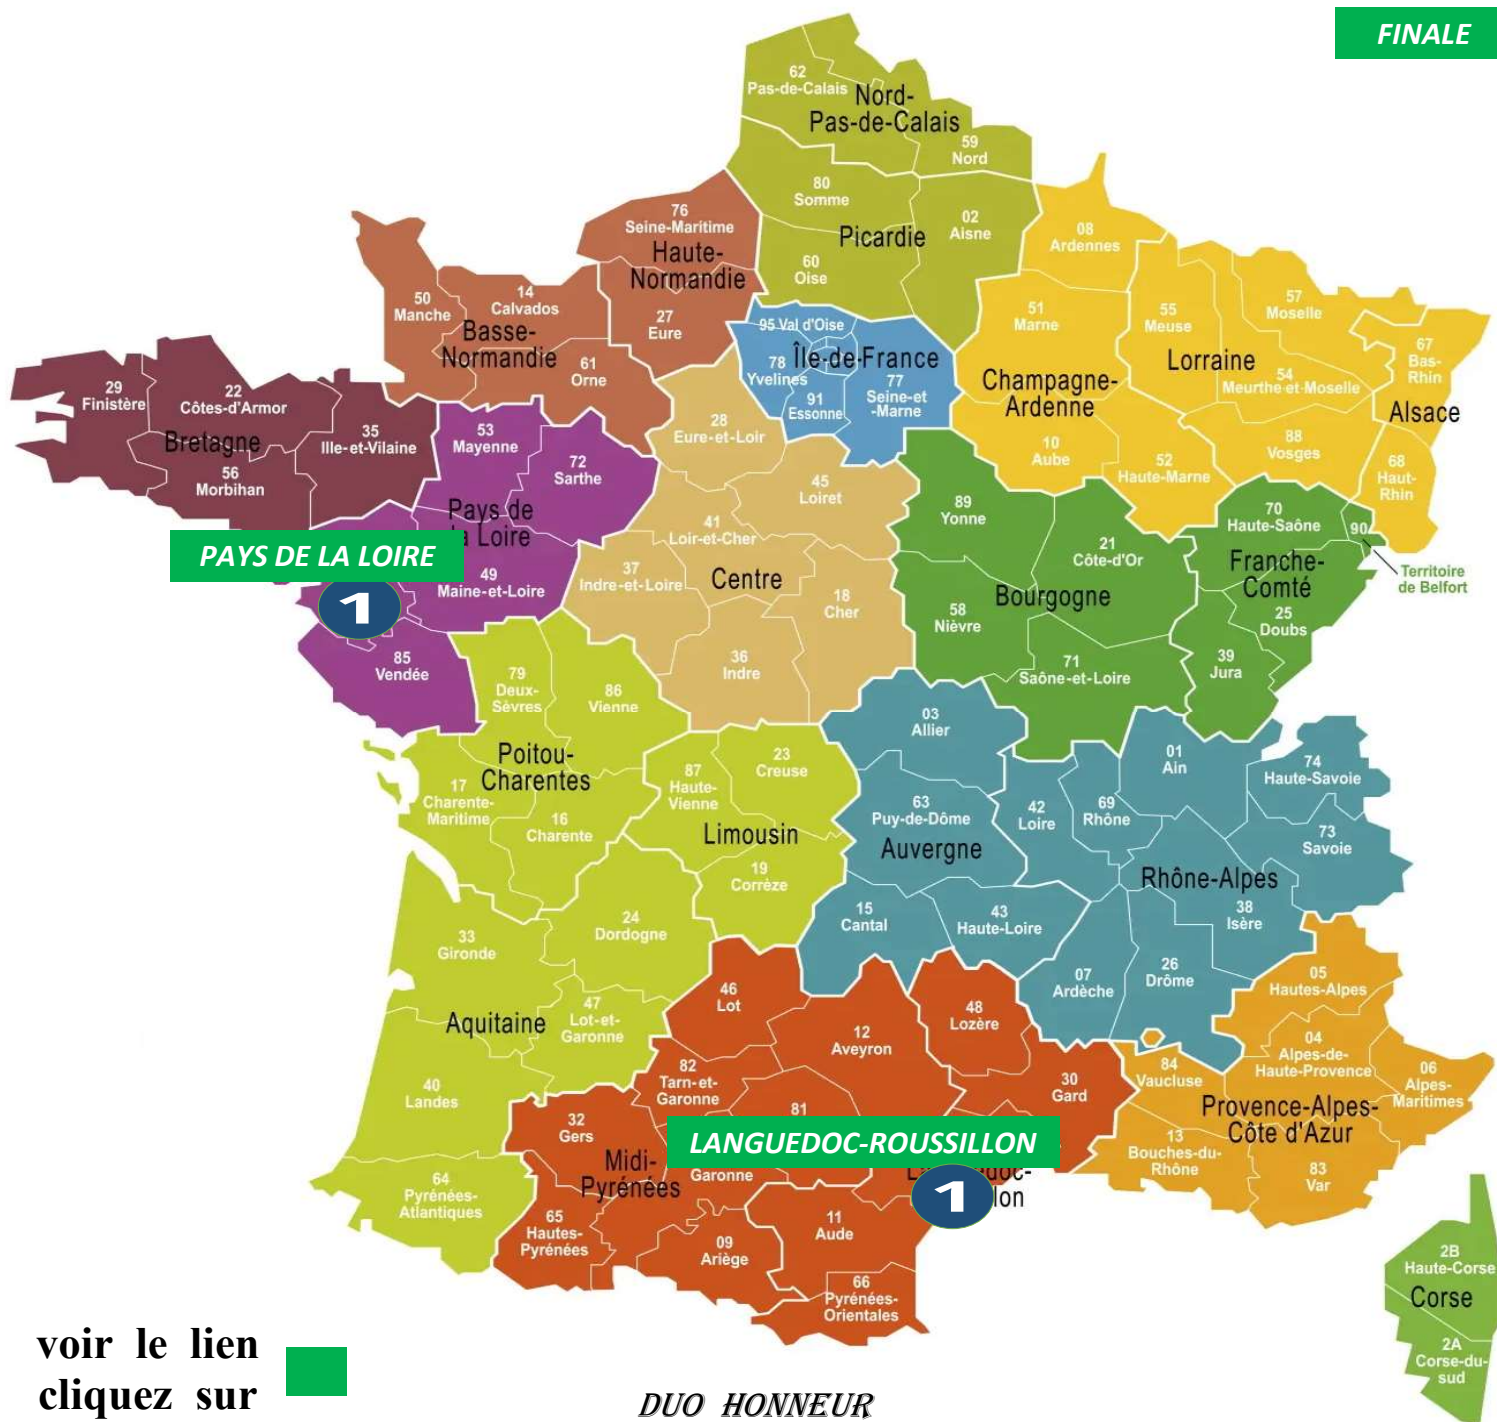 FINALE
62
Pas-de-Calais
Nord-
Pas-de-Calais
59
Nord
80
Somme
02
Aisne
Picardie
60
Oise
76
Seine-Maritime
Haute-
Normandie
27
Eure
08
Ardennes
50
Manche
14
Calvados
Basse-
Normandie
61
Orne
95 Val d'Oise
Île-de-France
78
Yvelines
91
Essonne
77
Seine-et
-Marne
51
Marne
Champagne-
Ardenne
10
Aube
52
Haute-Marne
55
Meuse
57
Moselle
Lorraine
54
Meurthe-et-Moselle
88
Vosges
67
Bas-
Rhin
Alsace
68
Haut-
Rhin
29
Finistère
22
Côtes-d'Armor
Bretagne
35
Ille-et-Vilaine
56
Morbihan
53
Mayenne
72
Sarthe
Pays de
la Loire
PAYS DE LA LOIRE
1
49
Maine-et-Loire
85
Vendée
28
Eure-et-Loir
45
Loiret
41
Loir-et-Cher
37
Indre-et-Loire
Centre
18
Cher
36
Indre
89
Yonne
21
Côte-d'Or
58
Nièvre
Bourgogne
71
Saône-et-Loire
70
Haute-Saône
90
Territoire
de Belfort
Franche-
Comté
25
Doubs
39
Jura
79
Deux-
Sèvres
86
Vienne
Poitou-
Charentes
17
Charente-
Maritime
16
Charente
87
Haute-
Vienne
23
Creuse
Limousin
19
Corrèze
03
Allier
63
Puy-de-Dôme
Auvergne
15
Cantal
43
Haute-Loire
42
Loire
69
Rhône
01
Ain
74
Haute-Savoie
73
Savoie
Rhône-Alpes
38
Isère
07
Ardèche
26
Drôme
33
Gironde
24
Dordogne
47
Lot-et-
Garonne
Aquitaine
40
Landes
64
Pyrénées-
Atlantiques
46
Lot
12
Aveyron
82
Tarn-et-
Garonne
81
32
Gers
Midi-
Pyrénées
Garonne
65
Hautes-
Pyrénées
09
Ariège
48
Lozère
30
Gard
LANGUEDOC-ROUSSILLON
1
11
Aude
66
Pyrénées-
Orientales
05
Hautes-Alpes
04
Alpes-de-
Haute-Provence
06
Alpes-
Maritimes
84
Vaucluse
Provence-Alpes-
Côte d'Azur
13
Bouches-du-
Rhône
83
Var
2B
Haute-Corse
Corse
2A
Corse-du-
sud
voir le lien
cliquez sur
DUO HONNEUR